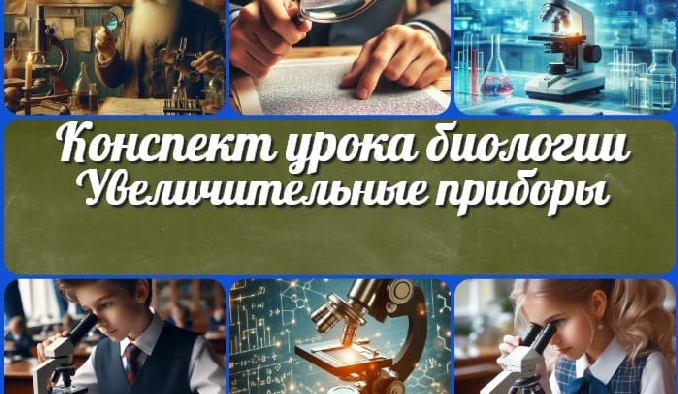 Конспект урока биологии
Увеличительные приборы